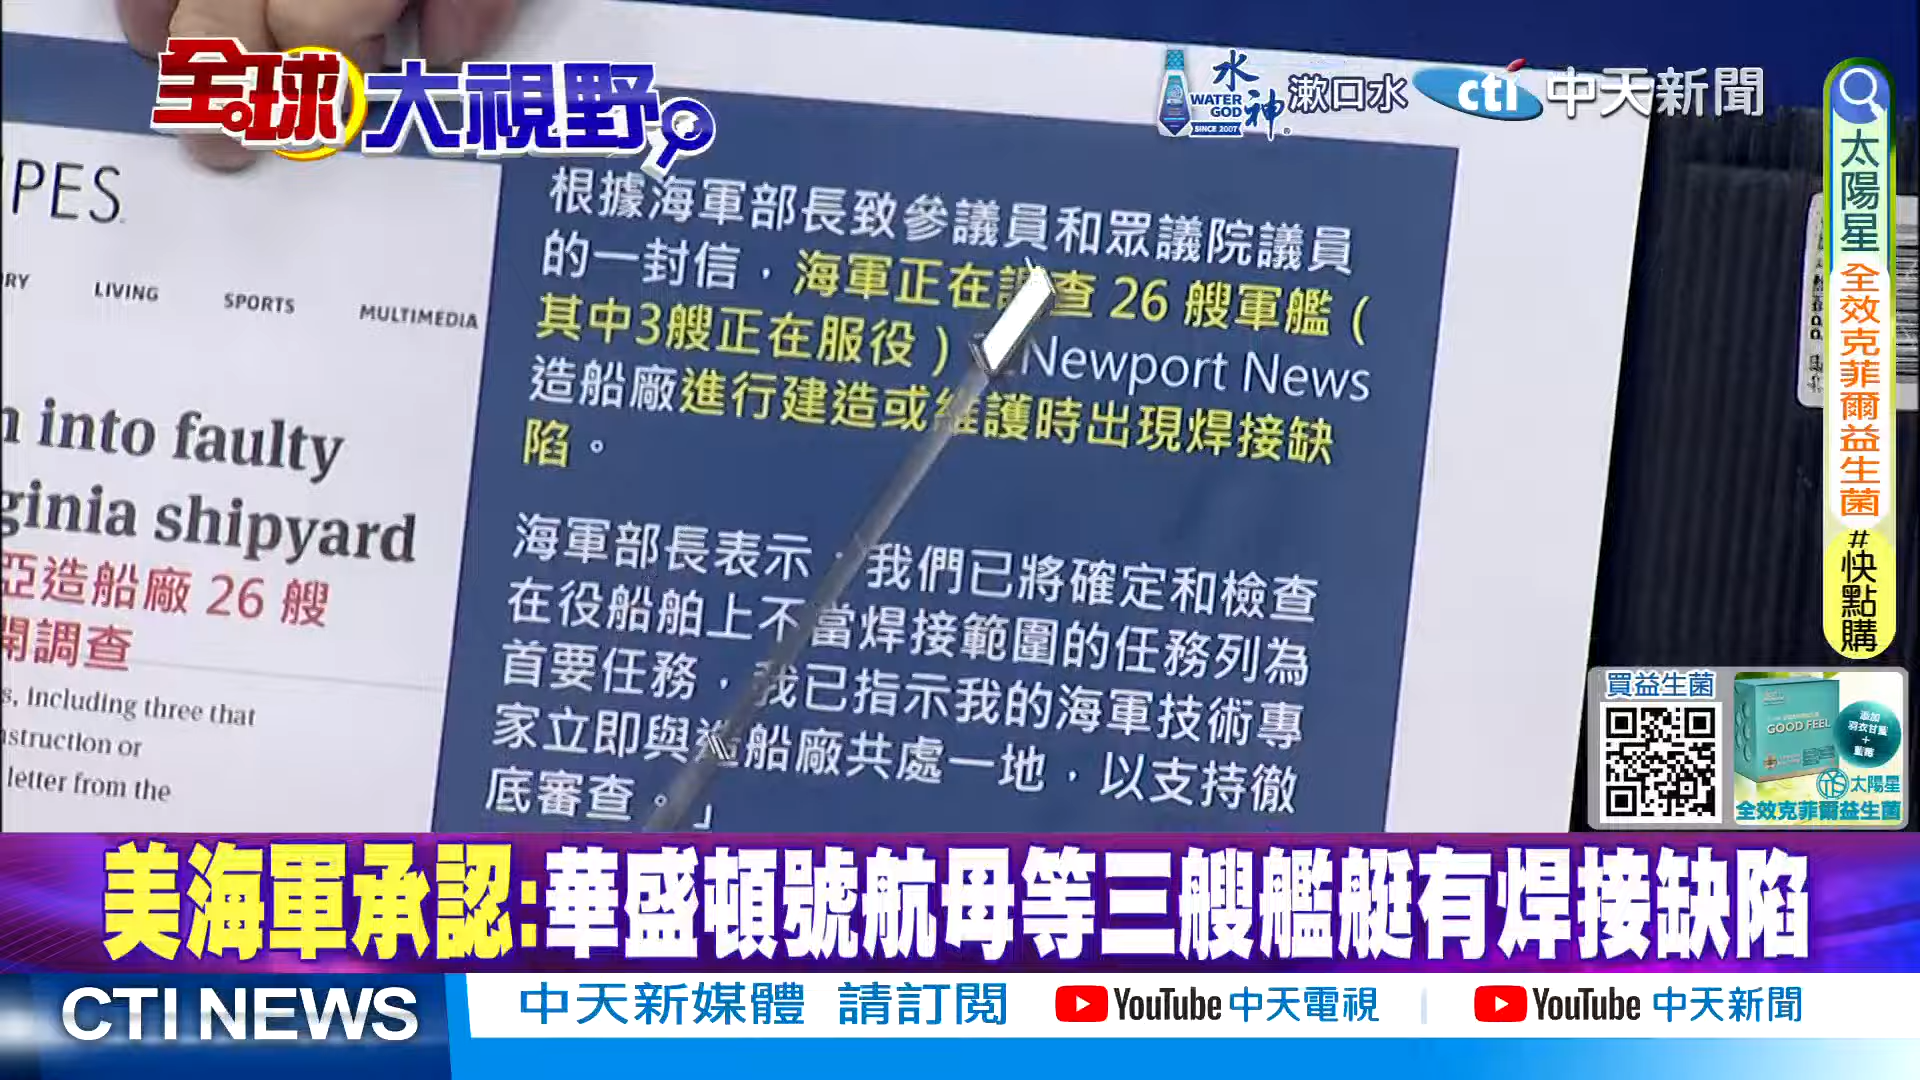 全球大視野
水神
WATER GOD
SINCE 2007
漱口水
cti 中天新聞
太陽星 全效克菲爾益生菌 #快點購
IPES
RY LIVING SPORTS MULTIMEDIA
n into faulty
ginia shipyard
亞造船廠 26 艘
開調查
s, including three that
struction or
letter from the
根據海軍部長致參議員和眾議院議員
的一封信，海軍正在調查 26 艘軍艦（
其中3艘正在服役） Newport News
造船廠進行建造或維護時出現焊接缺
陷。
海軍部長表示，我們已將確定和檢查
在役船舶上不當焊接範圍的任務列為
首要任務，我已指示我的海軍技術專
家立即與造船廠共處一地，以支持徹
底審查。」
買益生菌
GOOD FEEL
添加
羽衣甘藍
+
藍莓
太陽星
全效克菲爾益生菌
美海軍承認:華盛頓號航母等三艘艦艇有焊接缺陷
CTI NEWS
中天新媒體 請訂閱 YouTube 中天電視 | YouTube 中天新聞